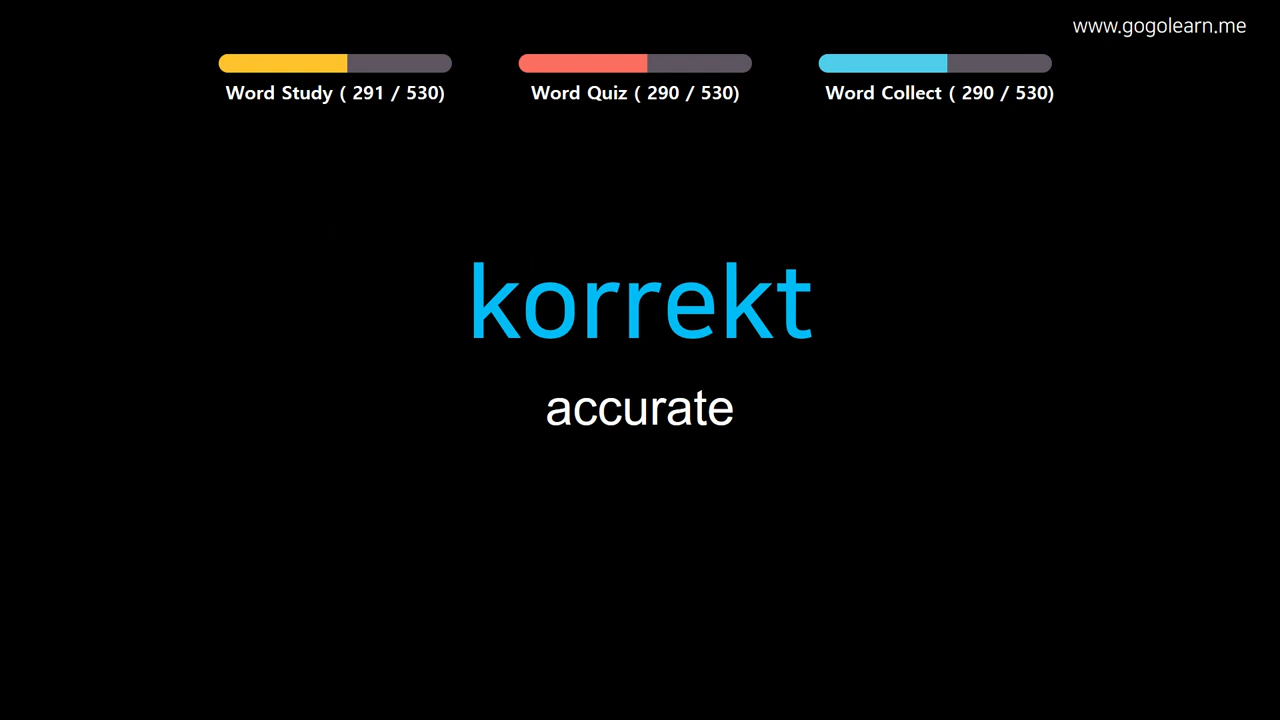 www.gogolearn.me
Word Study ( 291 / 530)
Word Quiz ( 290 / 530)
Word Collect ( 290 / 530)
korrekt
accurate